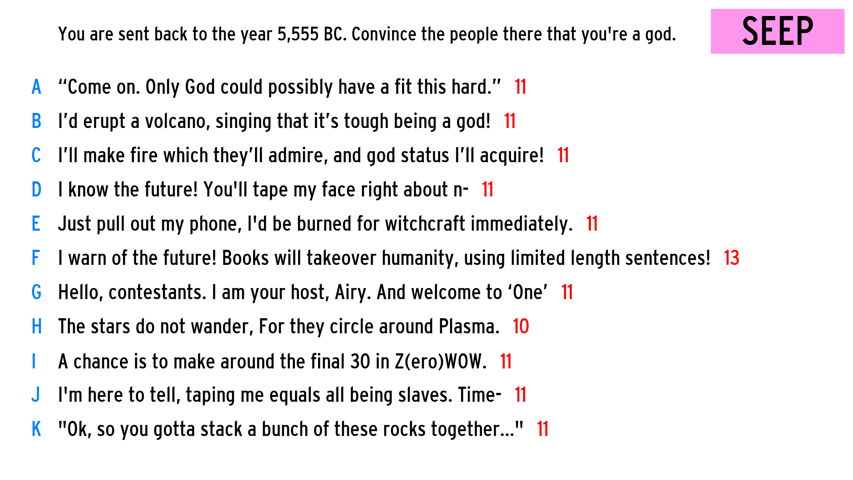 You are sent back to the year 5,555 BC. Convince the people there that you're a god.
SEEP
A “Come on. Only God could possibly have a fit this hard.” 11
B I’d erupt a volcano, singing that it’s tough being a god! 11
C I’ll make fire which they’ll admire, and god status I’ll acquire! 11
D I know the future! You'll tape my face right about n- 11
E Just pull out my phone, I'd be burned for witchcraft immediately. 11
F I warn of the future! Books will takeover humanity, using limited length sentences! 13
G Hello, contestants. I am your host, Airy. And welcome to ‘One’ 11
H The stars do not wander, For they circle around Plasma. 10
I A chance is to make around the final 30 in Z(ero)WOW. 11
J I'm here to tell, taping me equals all being slaves. Time- 11
K "Ok, so you gotta stack a bunch of these rocks together..." 11